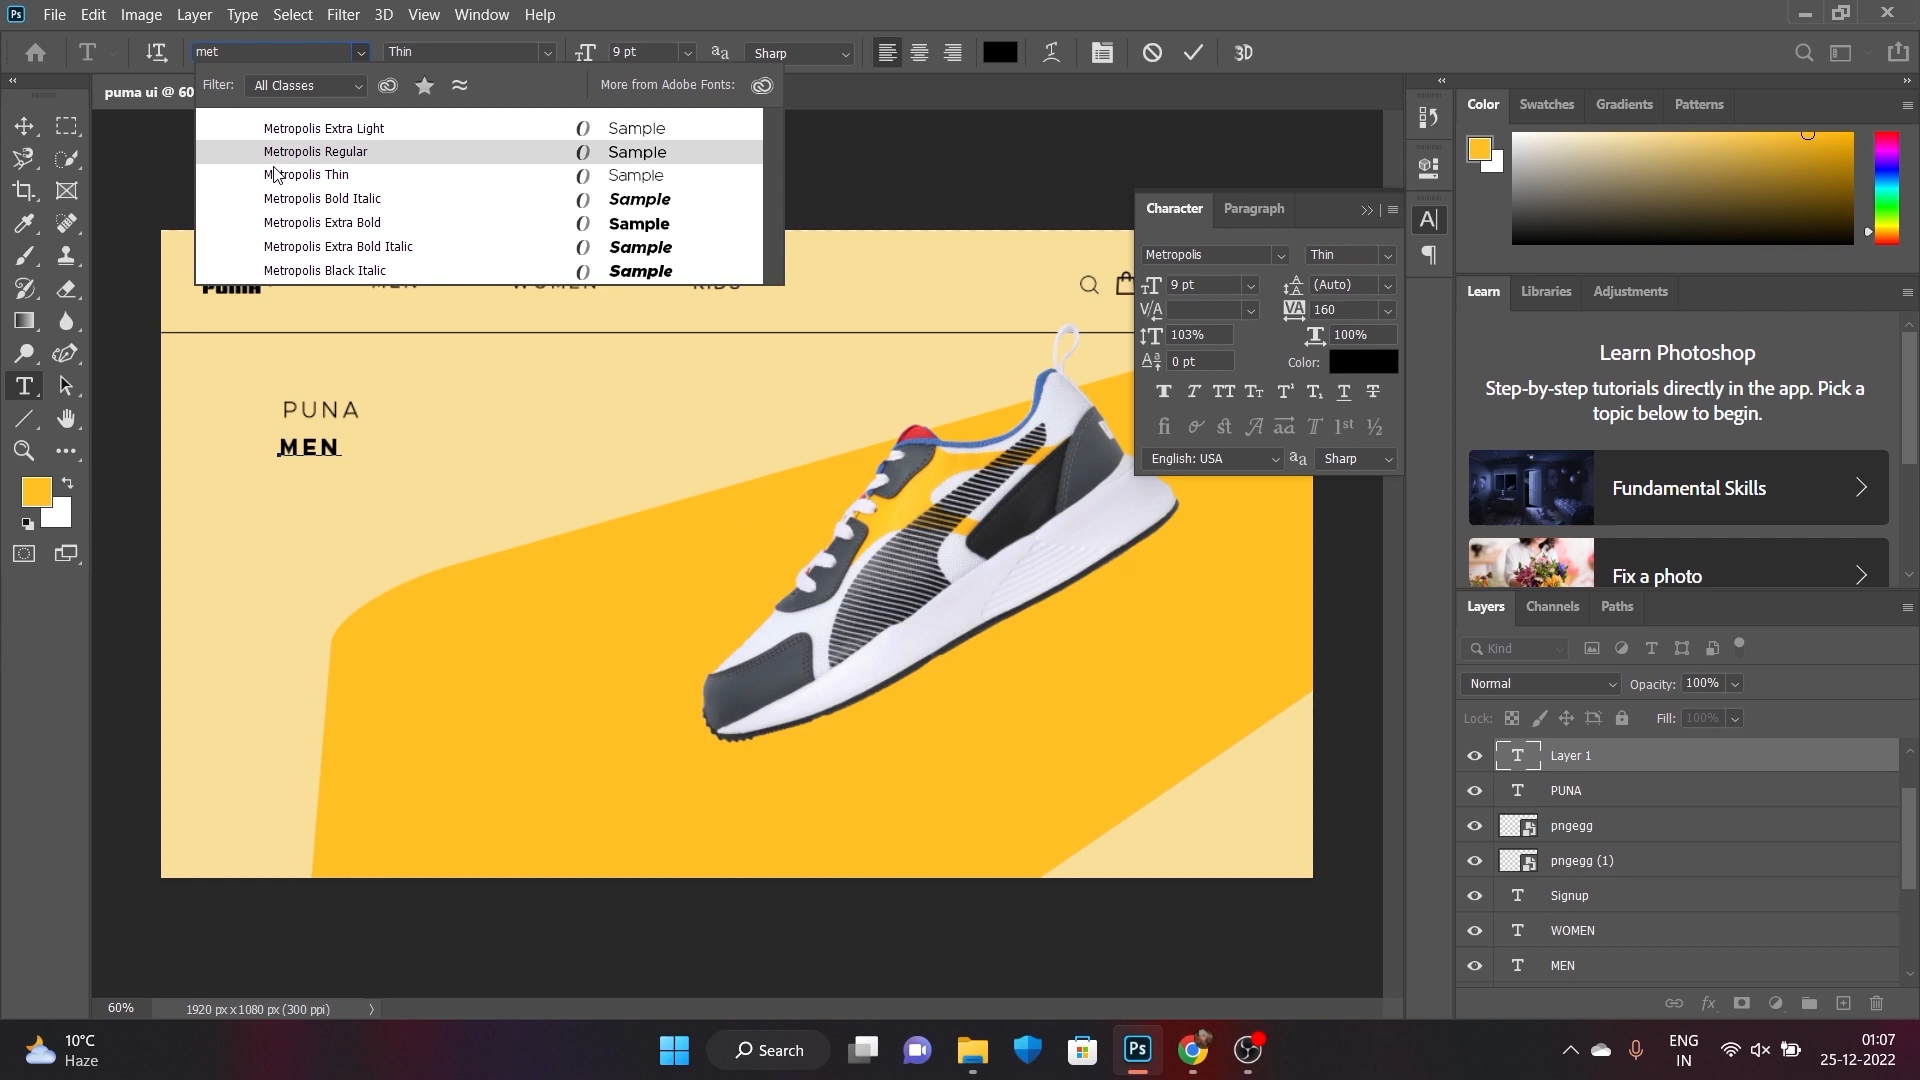 File Edit Image Layer Type Select Filter 3D View Window Help
met Thin 9 pt Sharp 3D
puma ui @ 60
Filter: All Classes More from Adobe Fonts:
Metropolis Extra Light Sample
Metropolis Regular Sample
Metropolis Thin Sample
Metropolis Bold Italic Sample
Metropolis Extra Bold Sample
Metropolis Extra Bold Italic Sample
Metropolis Black Italic Sample
PUMA MEN WOMEN KIDS
PUNA
MEN
Character Paragraph
Metropolis Thin
9 pt (Auto)
160
103% 100%
0 pt Color:
English: USA Sharp
Color Swatches Gradients Patterns
Learn Libraries Adjustments
Learn Photoshop
Step-by-step tutorials directly in the app. Pick a
topic below to begin.
Fundamental Skills
Fix a photo
Layers Channels Paths
Kind
Normal Opacity: 100%
Lock: Fill: 100%
Layer 1
PUNA
pngegg
pngegg (1)
Signup
WOMEN
MEN
60% 1920 px x 1080 px (300 ppi)
10°C
Haze
Search
ENG
IN
01:07
25-12-2022